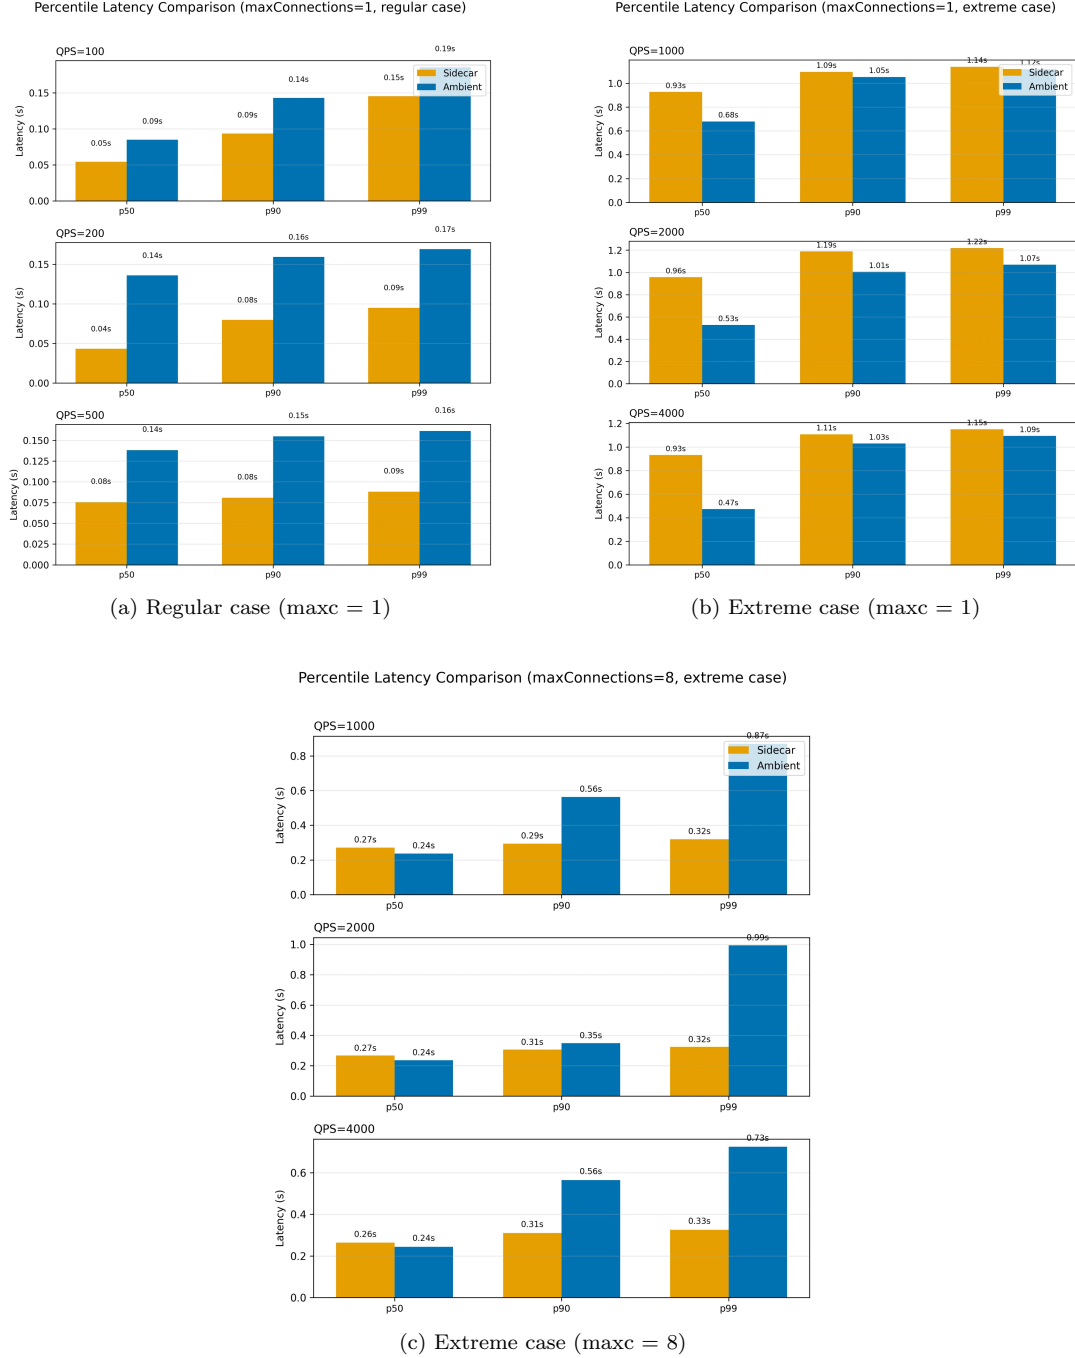 Percentile Latency Comparison (maxConnections=1, regular case)
QPS=100
Latency (s)
0.15
0.10
0.05
0.00
0.05s
0.09s
0.09s
0.14s
0.15s
0.19s
Sidecar
Ambient
p50
p90
p99
QPS=200
Latency (s)
0.15
0.10
0.05
0.00
0.04s
0.14s
0.08s
0.16s
0.09s
0.17s
p50
p90
p99
QPS=500
Latency (s)
0.150
0.125
0.100
0.075
0.050
0.025
0.000
0.08s
0.14s
0.08s
0.15s
0.09s
0.16s
p50
p90
p99
(a) Regular case (maxc = 1)
Percentile Latency Comparison (maxConnections=1, extreme case)
QPS=1000
Latency (s)
1.0
0.8
0.6
0.4
0.2
0.0
0.93s
0.68s
1.09s
1.05s
1.14s
1.12s
Sidecar
Ambient
p50
p90
p99
QPS=2000
Latency (s)
1.2
1.0
0.8
0.6
0.4
0.2
0.0
0.96s
0.53s
1.19s
1.01s
1.22s
1.07s
p50
p90
p99
QPS=4000
Latency (s)
1.2
1.0
0.8
0.6
0.4
0.2
0.0
0.93s
0.47s
1.11s
1.03s
1.15s
1.09s
p50
p90
p99
(b) Extreme case (maxc = 1)
Percentile Latency Comparison (maxConnections=8, extreme case)
QPS=1000
Latency (s)
0.8
0.6
0.4
0.2
0.0
0.27s
0.24s
0.29s
0.56s
0.32s
0.87s
Sidecar
Ambient
p50
p90
p99
QPS=2000
Latency (s)
1.0
0.8
0.6
0.4
0.2
0.0
0.27s
0.24s
0.31s
0.35s
0.32s
0.99s
p50
p90
p99
QPS=4000
Latency (s)
0.6
0.4
0.2
0.0
0.26s
0.24s
0.31s
0.56s
0.33s
0.73s
p50
p90
p99
(c) Extreme case (maxc = 8)